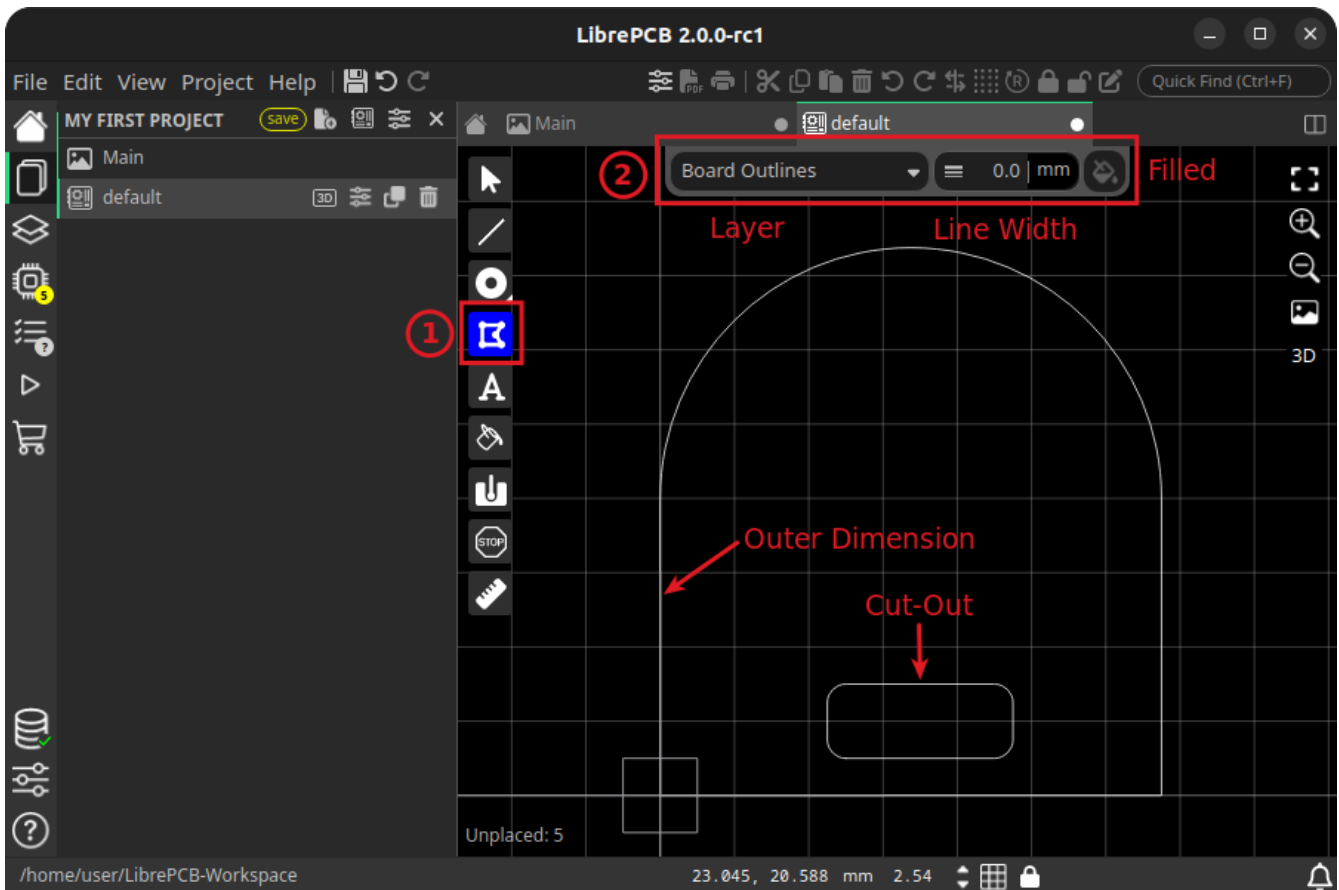 LibrePCB 2.0.0-rc1
File Edit View Project Help
PDF
R
Quick Find (Ctrl+F)
MY FIRST PROJECT
save
Main
default
Main
default
3D
5
?
?
2
Board Outlines
0.0 mm
Filled
Layer
Line Width
1
A
STOP
3D
Outer Dimension
Cut-Out
Unplaced: 5
/home/user/LibrePCB-Workspace
23.045, 20.588 mm
2.54